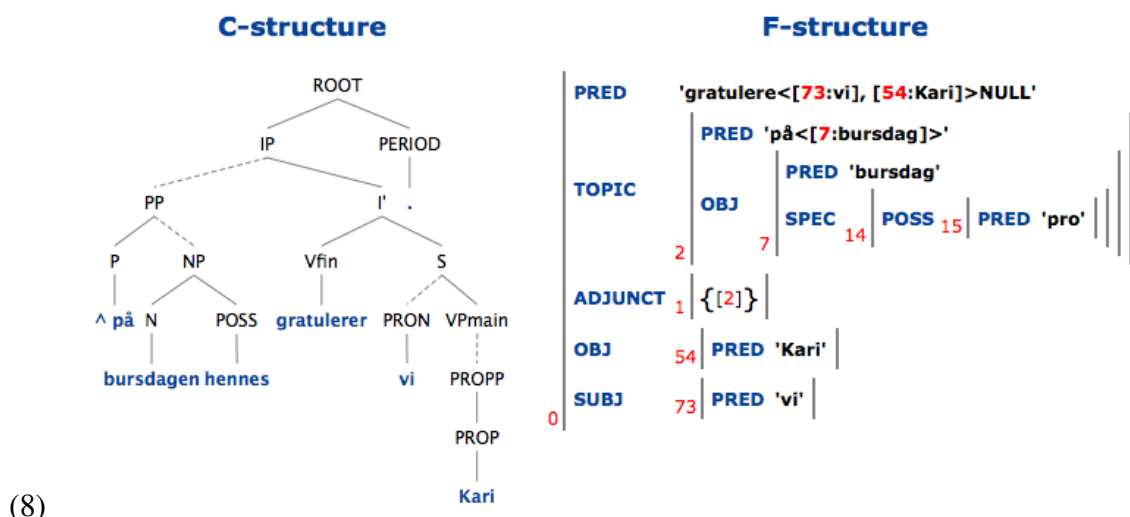 C-structure
F-structure
ROOT
IP PERIOD
PP I' .
P NP Vfin S
^ på N POSS gratulerer PRON VPmain
bursdagen hennes vi PROPP
PROP
Kari
PRED 'gratulere<[73:vi], [54:Kari]>NULL'
PRED 'på<[7:bursdag]>'
PRED 'bursdag'
TOPIC OBJ SPEC 14 POSS 15 PRED 'pro'
2 7
ADJUNCT 1 {[2]}
OBJ 54 PRED 'Kari'
SUBJ 73 PRED 'vi'
0
(8)